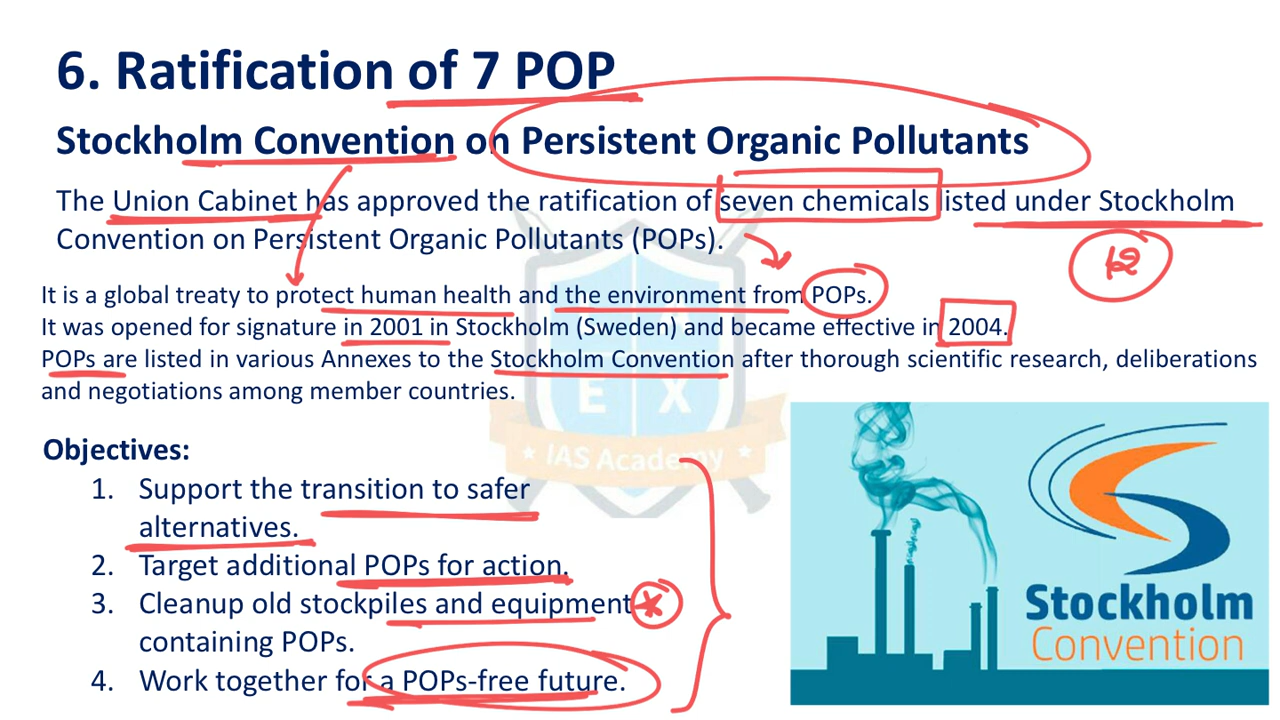 6. Ratification of 7 POP
Stockholm Convention on Persistent Organic Pollutants
The Union Cabinet has approved the ratification of seven chemicals listed under Stockholm
Convention on Persistent Organic Pollutants (POPs).
12
It is a global treaty to protect human health and the environment from POPs.
It was opened for signature in 2001 in Stockholm (Sweden) and became effective in 2004.
POPs are listed in various Annexes to the Stockholm Convention after thorough scientific research, deliberations
and negotiations among member countries.
E X
IAS Academy
Objectives:
1. Support the transition to safer
alternatives.
2. Target additional POPs for action.
3. Cleanup old stockpiles and equipment
containing POPs.
4. Work together for a POPs-free future.
Stockholm
Convention